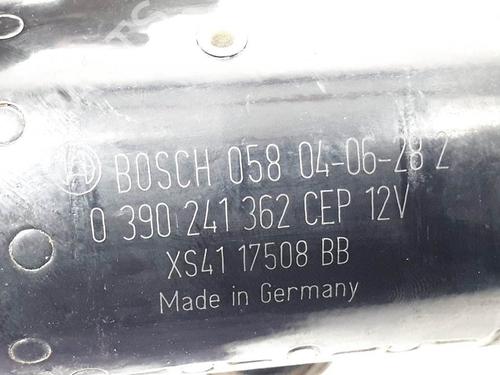 BOSCH 058 04-06-28 2
0 390 241 362 CEP 12V
XS41 17508 BB
Made in Germany